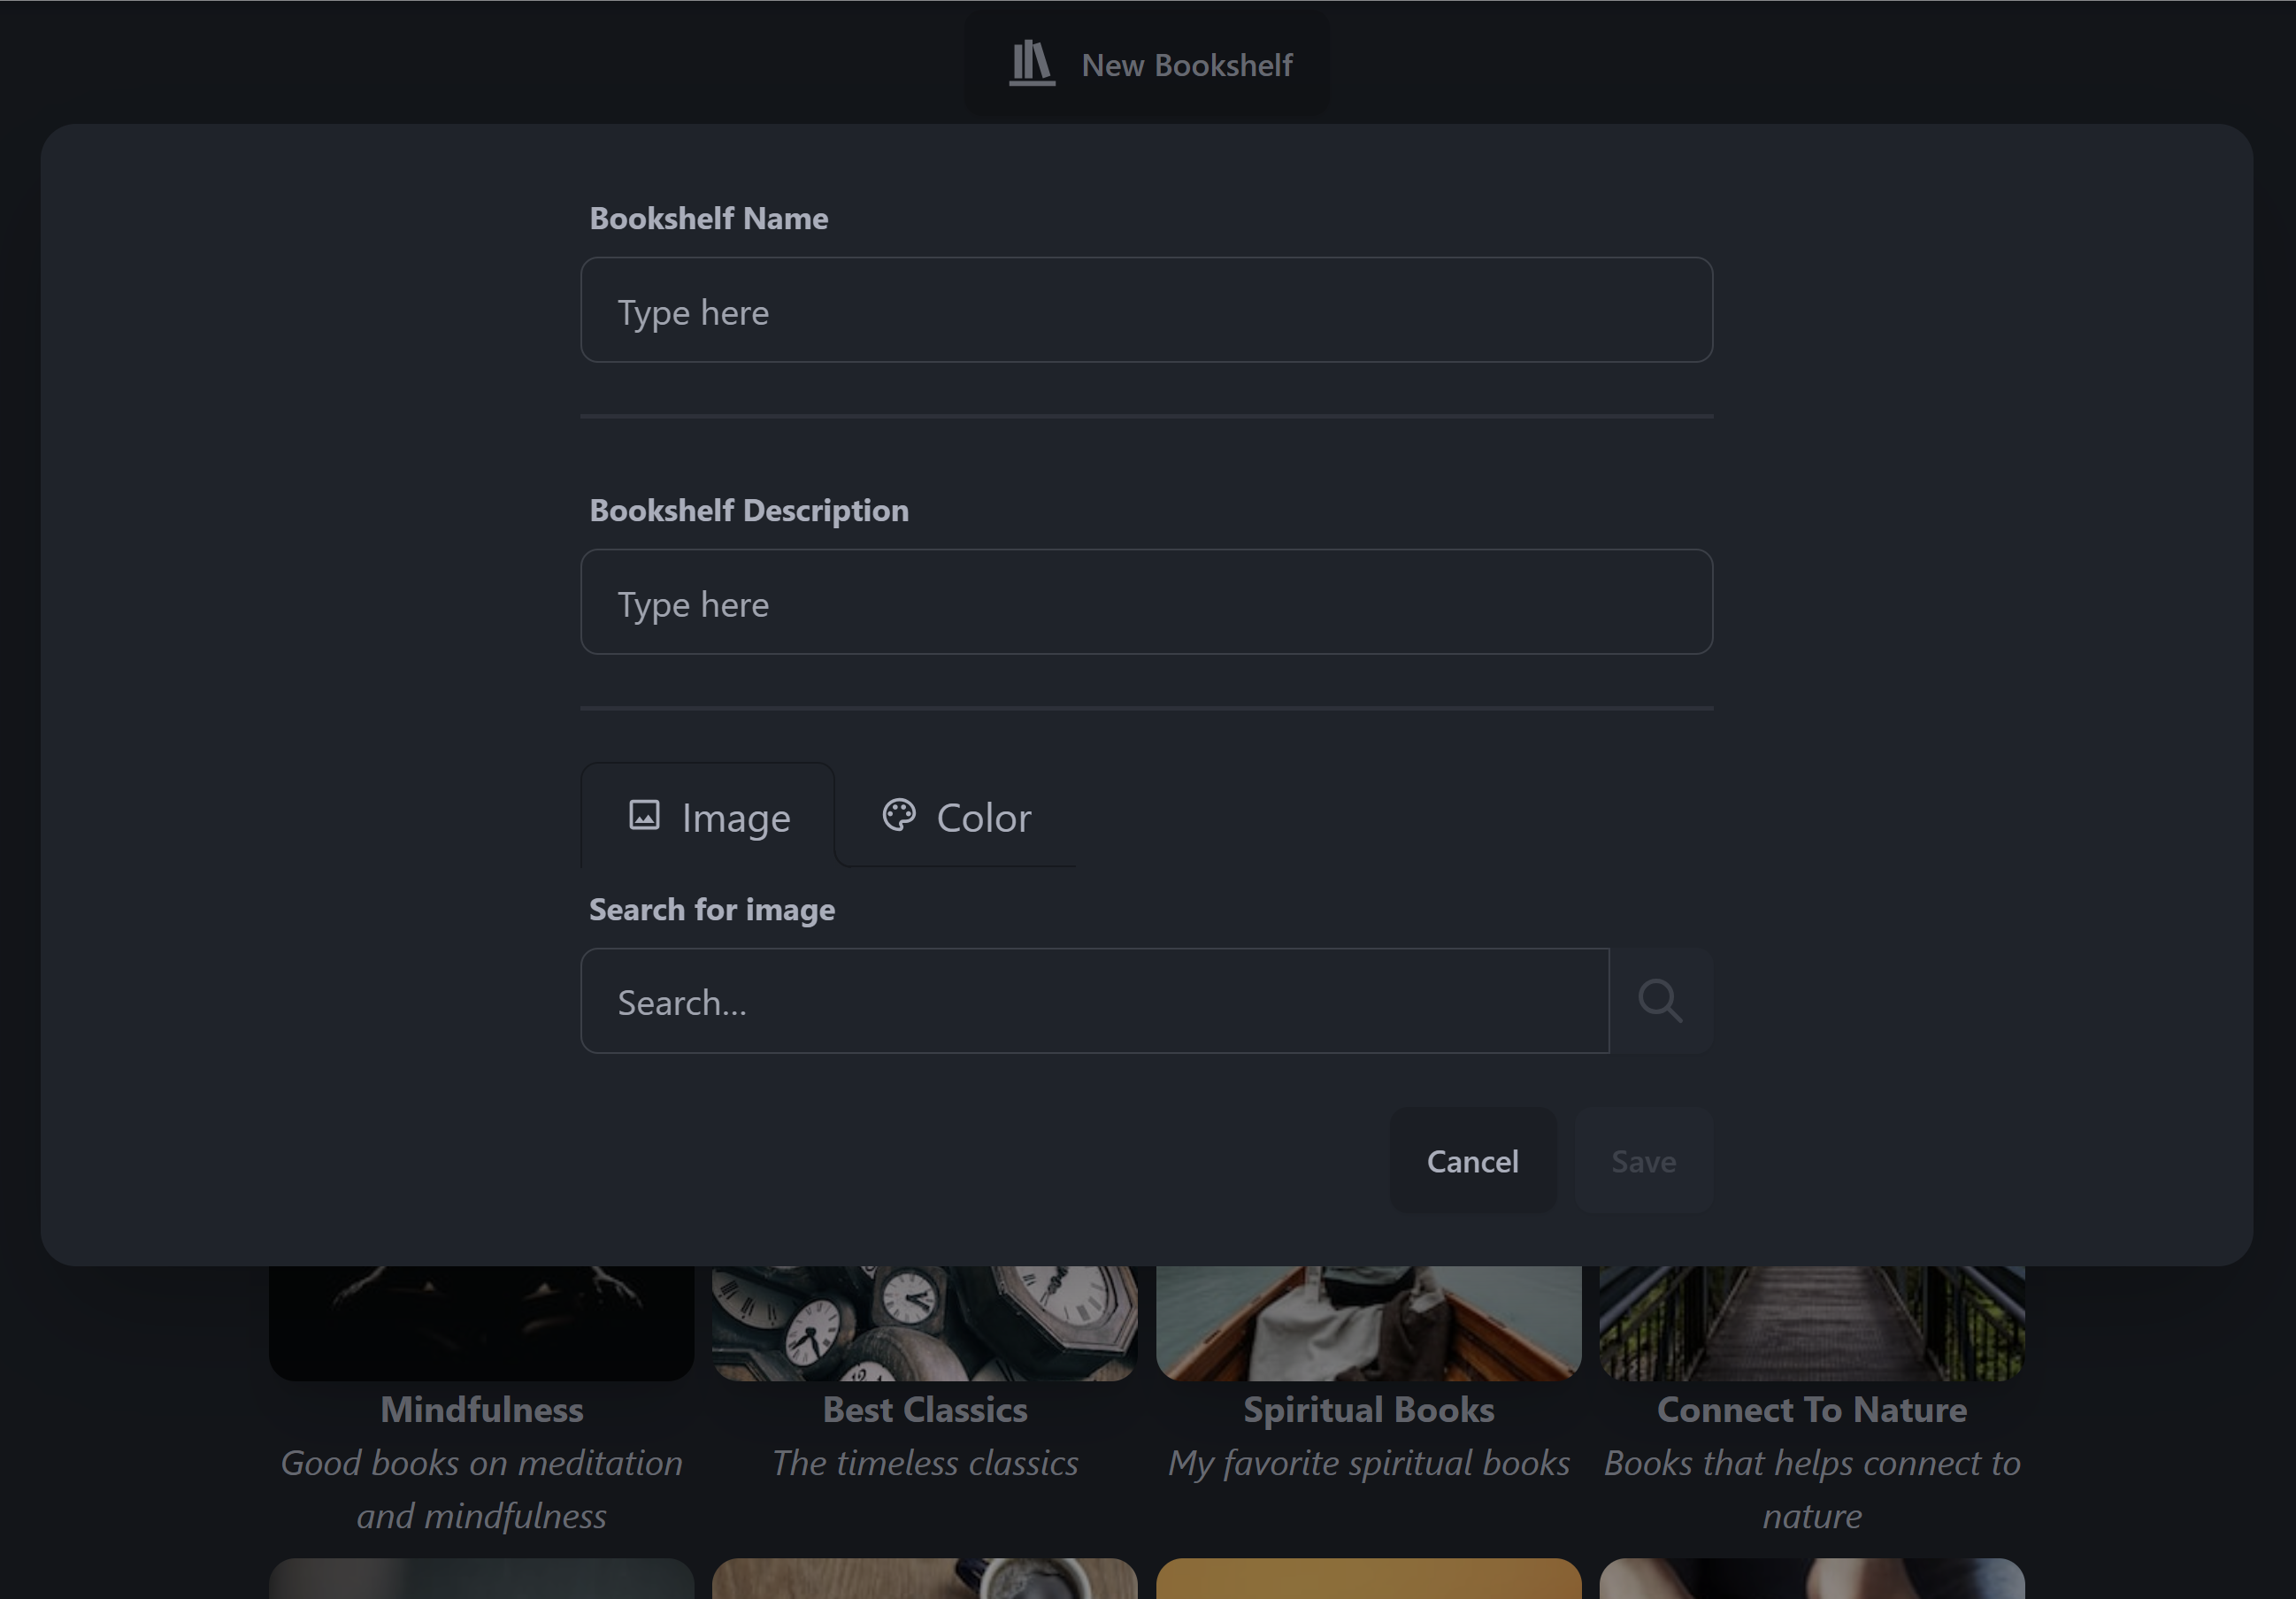 New Bookshelf
Bookshelf Name
Type here
Bookshelf Description
Type here
Image
Color
Search for image
Search...
Cancel
Save
Mindfulness
Good books on meditation
and mindfulness
Best Classics
The timeless classics
Spiritual Books
My favorite spiritual books
Connect To Nature
Books that helps connect to
nature